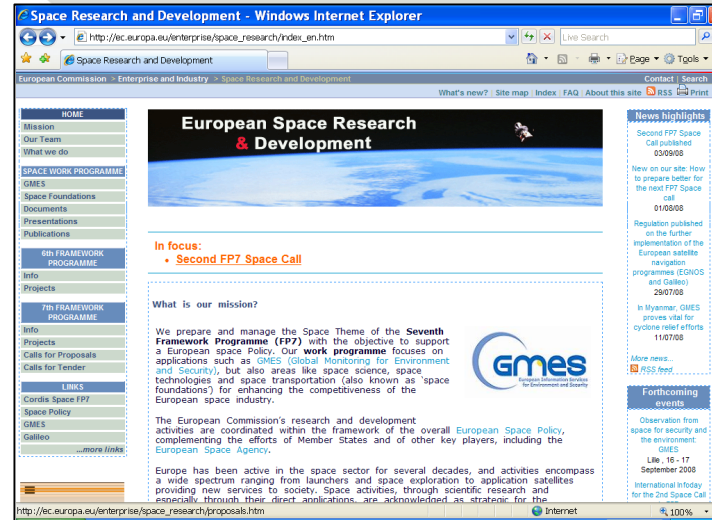 Space Research and Development - Windows Internet Explorer
http://ec.europa.eu/enterprise/space_research/index_en.htm
Live Search
Space Research and Development
Page
Tools
European Commission > Enterprise and Industry > Space Research and Development
Contact | Search
What's new? | Site map | Index | FAQ | About this site RSS Print
HOME
Mission
Our Team
What we do
SPACE WORK PROGRAMME
GMES
Space Foundations
Documents
Presentations
Publications
6th FRAMEWORK
PROGRAMME
Info
Projects
7th FRAMEWORK
PROGRAMME
Info
Projects
Calls for Proposals
Calls for Tender
LINKS
Cordis Space FP7
Space Policy
GMES
Galileo
...more links
European Space Research
& Development
In focus:
• Second FP7 Space Call
What is our mission?
We prepare and manage the Space Theme of the Seventh
Framework Programme (FP7) with the objective to support
a European space Policy. Our work programme focuses on
applications such as GMES (Global Monitoring for Environment
and Security), but also areas like space science, space
technologies and space transportation (also known as 'space
foundations') for enhancing the competitiveness of the
European space industry.
GMES
European Information Services
for Environment and Security
The European Commission's research and development
activities are coordinated within the framework of the overall European Space Policy,
complementing the efforts of Member States and of other key players, including the
European Space Agency.
Europe has been active in the space sector for several decades, and activities encompass
a wide spectrum ranging from launchers and space exploration to application satellites
providing new services to society. Space activities, through scientific research and
especially through their direct applications, are acknowledged as strategic for the
News highlights
Second FP7 Space
Call published
03/09/08
New on our site: How
to prepare better for
the next FP7 Space
call
01/08/08
Regulation published
on the further
implementation of the
European satellite
navigation
programmes (EGNOS
and Galileo)
29/07/08
In Myanmar, GMES
proves vital for
cyclone relief efforts
11/07/08
More news...
RSS feed
Forthcoming
events
Observation from
space for security and
the environment:
GMES
Lille , 16 - 17
September 2008
International Infoday
for the 2nd Space Call
http://ec.europa.eu/enterprise/space_research/proposals.htm
Internet
100%